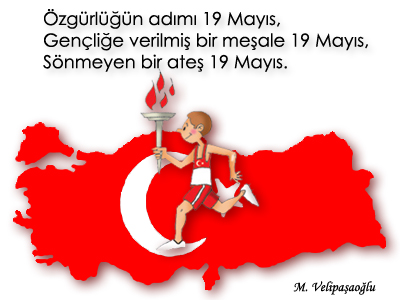 Özgürlüğün adımı 19 Mayıs,
Gençliğe verilmiş bir meşale 19 Mayıs,
Sönmeyen bir ateş 19 Mayıs.
M. Velipaşaoğlu